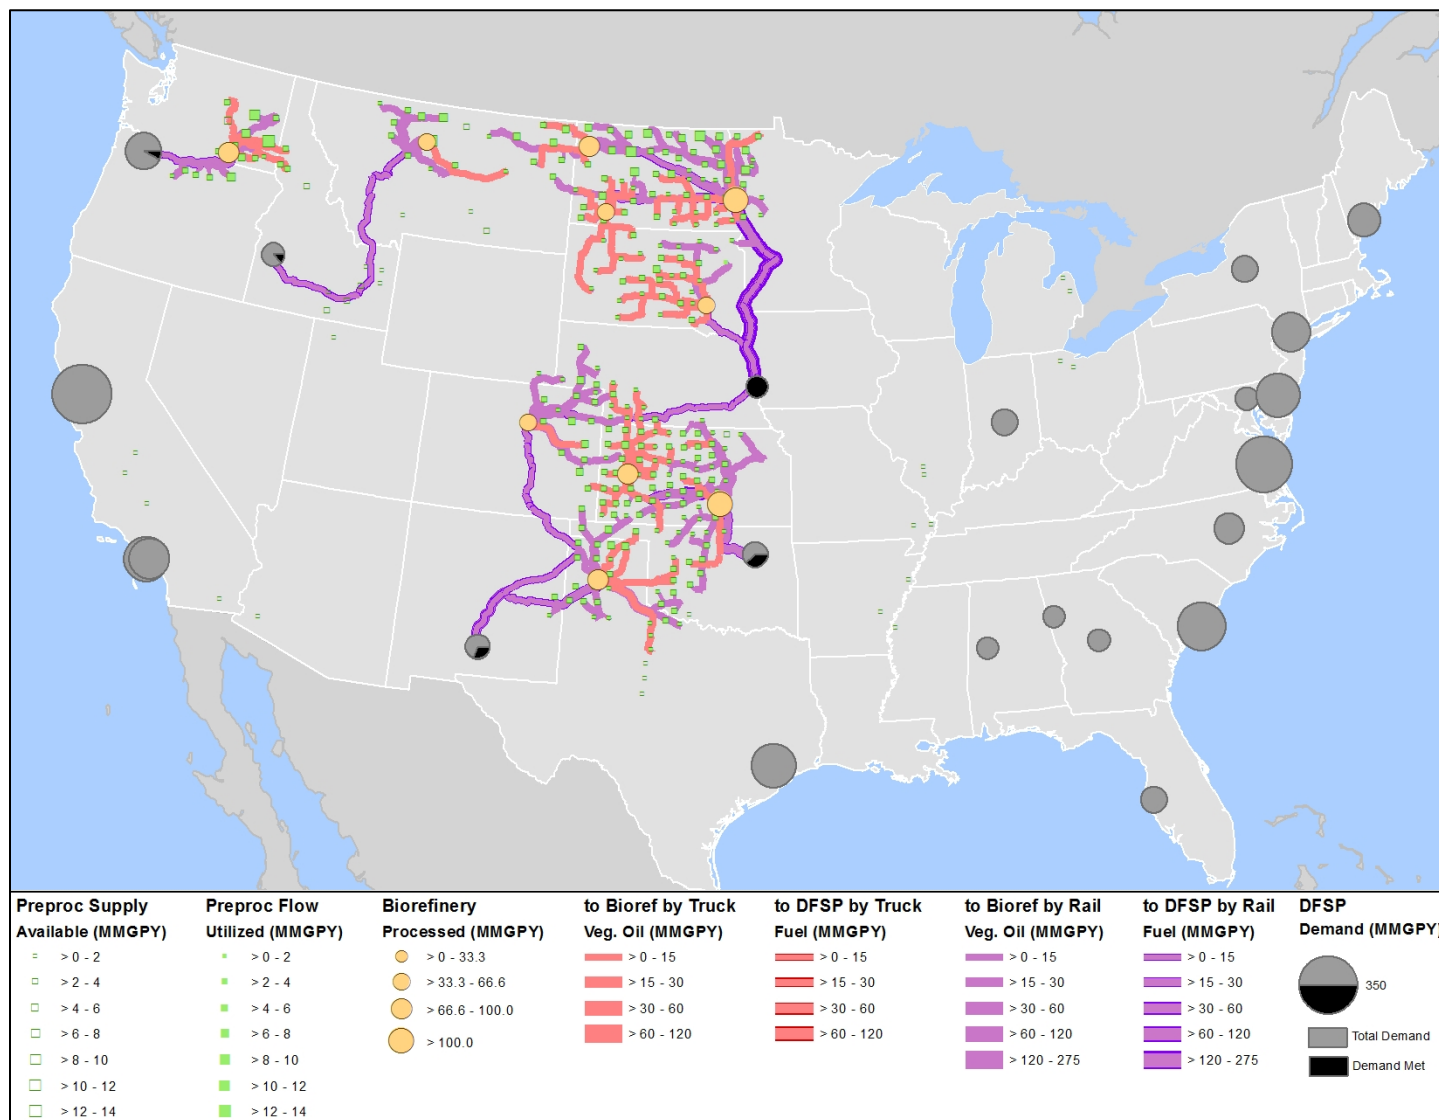 Preproc Supply
Available (MMGPY)
> 0 - 2
> 2 - 4
> 4 - 6
> 6 - 8
> 8 - 10
> 10 - 12
> 12 - 14
Preproc Flow
Utilized (MMGPY)
> 0 - 2
> 2 - 4
> 4 - 6
> 6 - 8
> 8 - 10
> 10 - 12
> 12 - 14
Biorefinery
Processed (MMGPY)
> 0 - 33.3
> 33.3 - 66.6
> 66.6 - 100.0
> 100.0
to Bioref by Truck
Veg. Oil (MMGPY)
> 0 - 15
> 15 - 30
> 30 - 60
> 60 - 120
to DFSP by Truck
Fuel (MMGPY)
> 0 - 15
> 15 - 30
> 30 - 60
> 60 - 120
to Bioref by Rail
Veg. Oil (MMGPY)
> 0 - 15
> 15 - 30
> 30 - 60
> 60 - 120
> 120 - 275
to DFSP by Rail
Fuel (MMGPY)
> 0 - 15
> 15 - 30
> 30 - 60
> 60 - 120
> 120 - 275
DFSP
Demand (MMGPY)
350
Total Demand
Demand Met